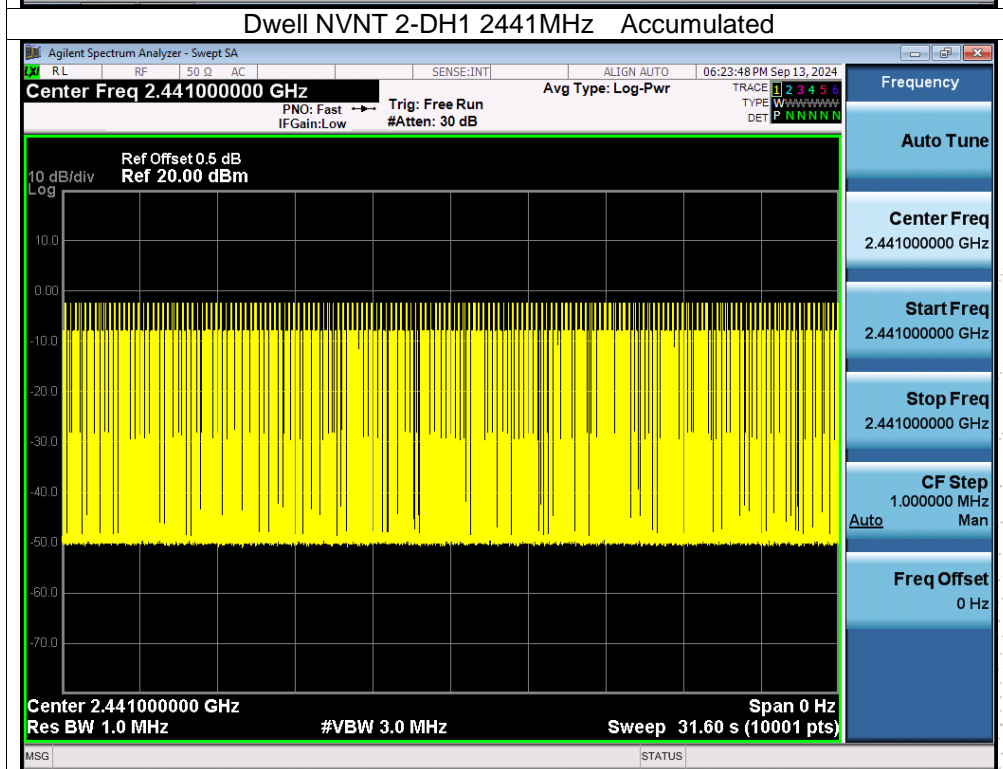 Dwell NVNT 2-DH1 2441MHz Accumulated
Agilent Spectrum Analyzer - Swept SA
LXI RL RF 50 Ω AC SENSE:INT ALIGN AUTO 06:23:48 PM Sep 13, 2024
Center Freq 2.441000000 GHz Avg Type: Log-Pwr TRACE 1 2 3 4 5 6
PNO: Fast Trig: Free Run TYPE WWWWWWW
IFGain:Low #Atten: 30 dB DET P N N N N N
Ref Offset 0.5 dB
10 dB/div Ref 20.00 dBm
Log
10.0
0.00
-10.0
-20.0
-30.0
-40.0
-50.0
-60.0
-70.0
Center 2.441000000 GHz Span 0 Hz
Res BW 1.0 MHz #VBW 3.0 MHz Sweep 31.60 s (10001 pts)
MSG STATUS
Frequency
Auto Tune
Center Freq
2.441000000 GHz
Start Freq
2.441000000 GHz
Stop Freq
2.441000000 GHz
CF Step
1.000000 MHz
Auto Man
Freq Offset
0 Hz